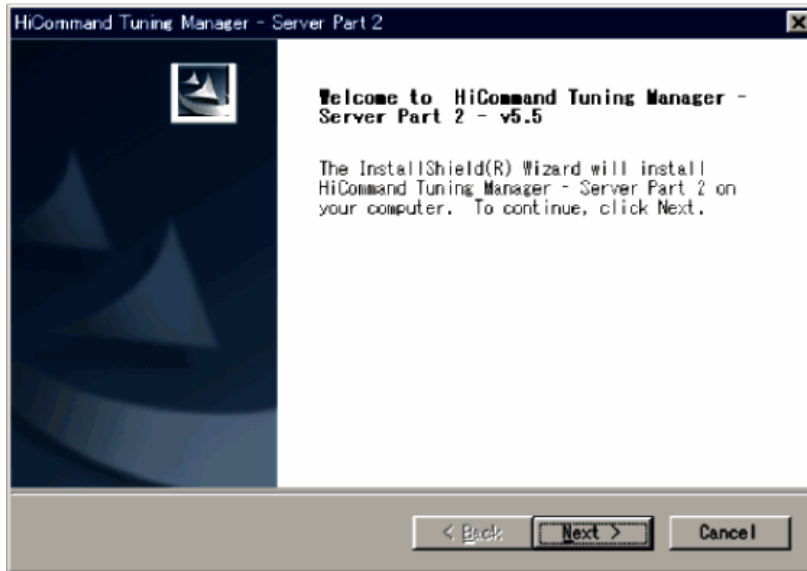 HiCommand Tuning Manager - Server Part 2
Welcome to  HiCommand Tuning Manager -
Server Part 2 - v5.5
The InstallShield(R) Wizard will install
HiCommand Tuning Manager - Server Part 2 on
your computer.  To continue, click Next.
< Back
Next >
Cancel